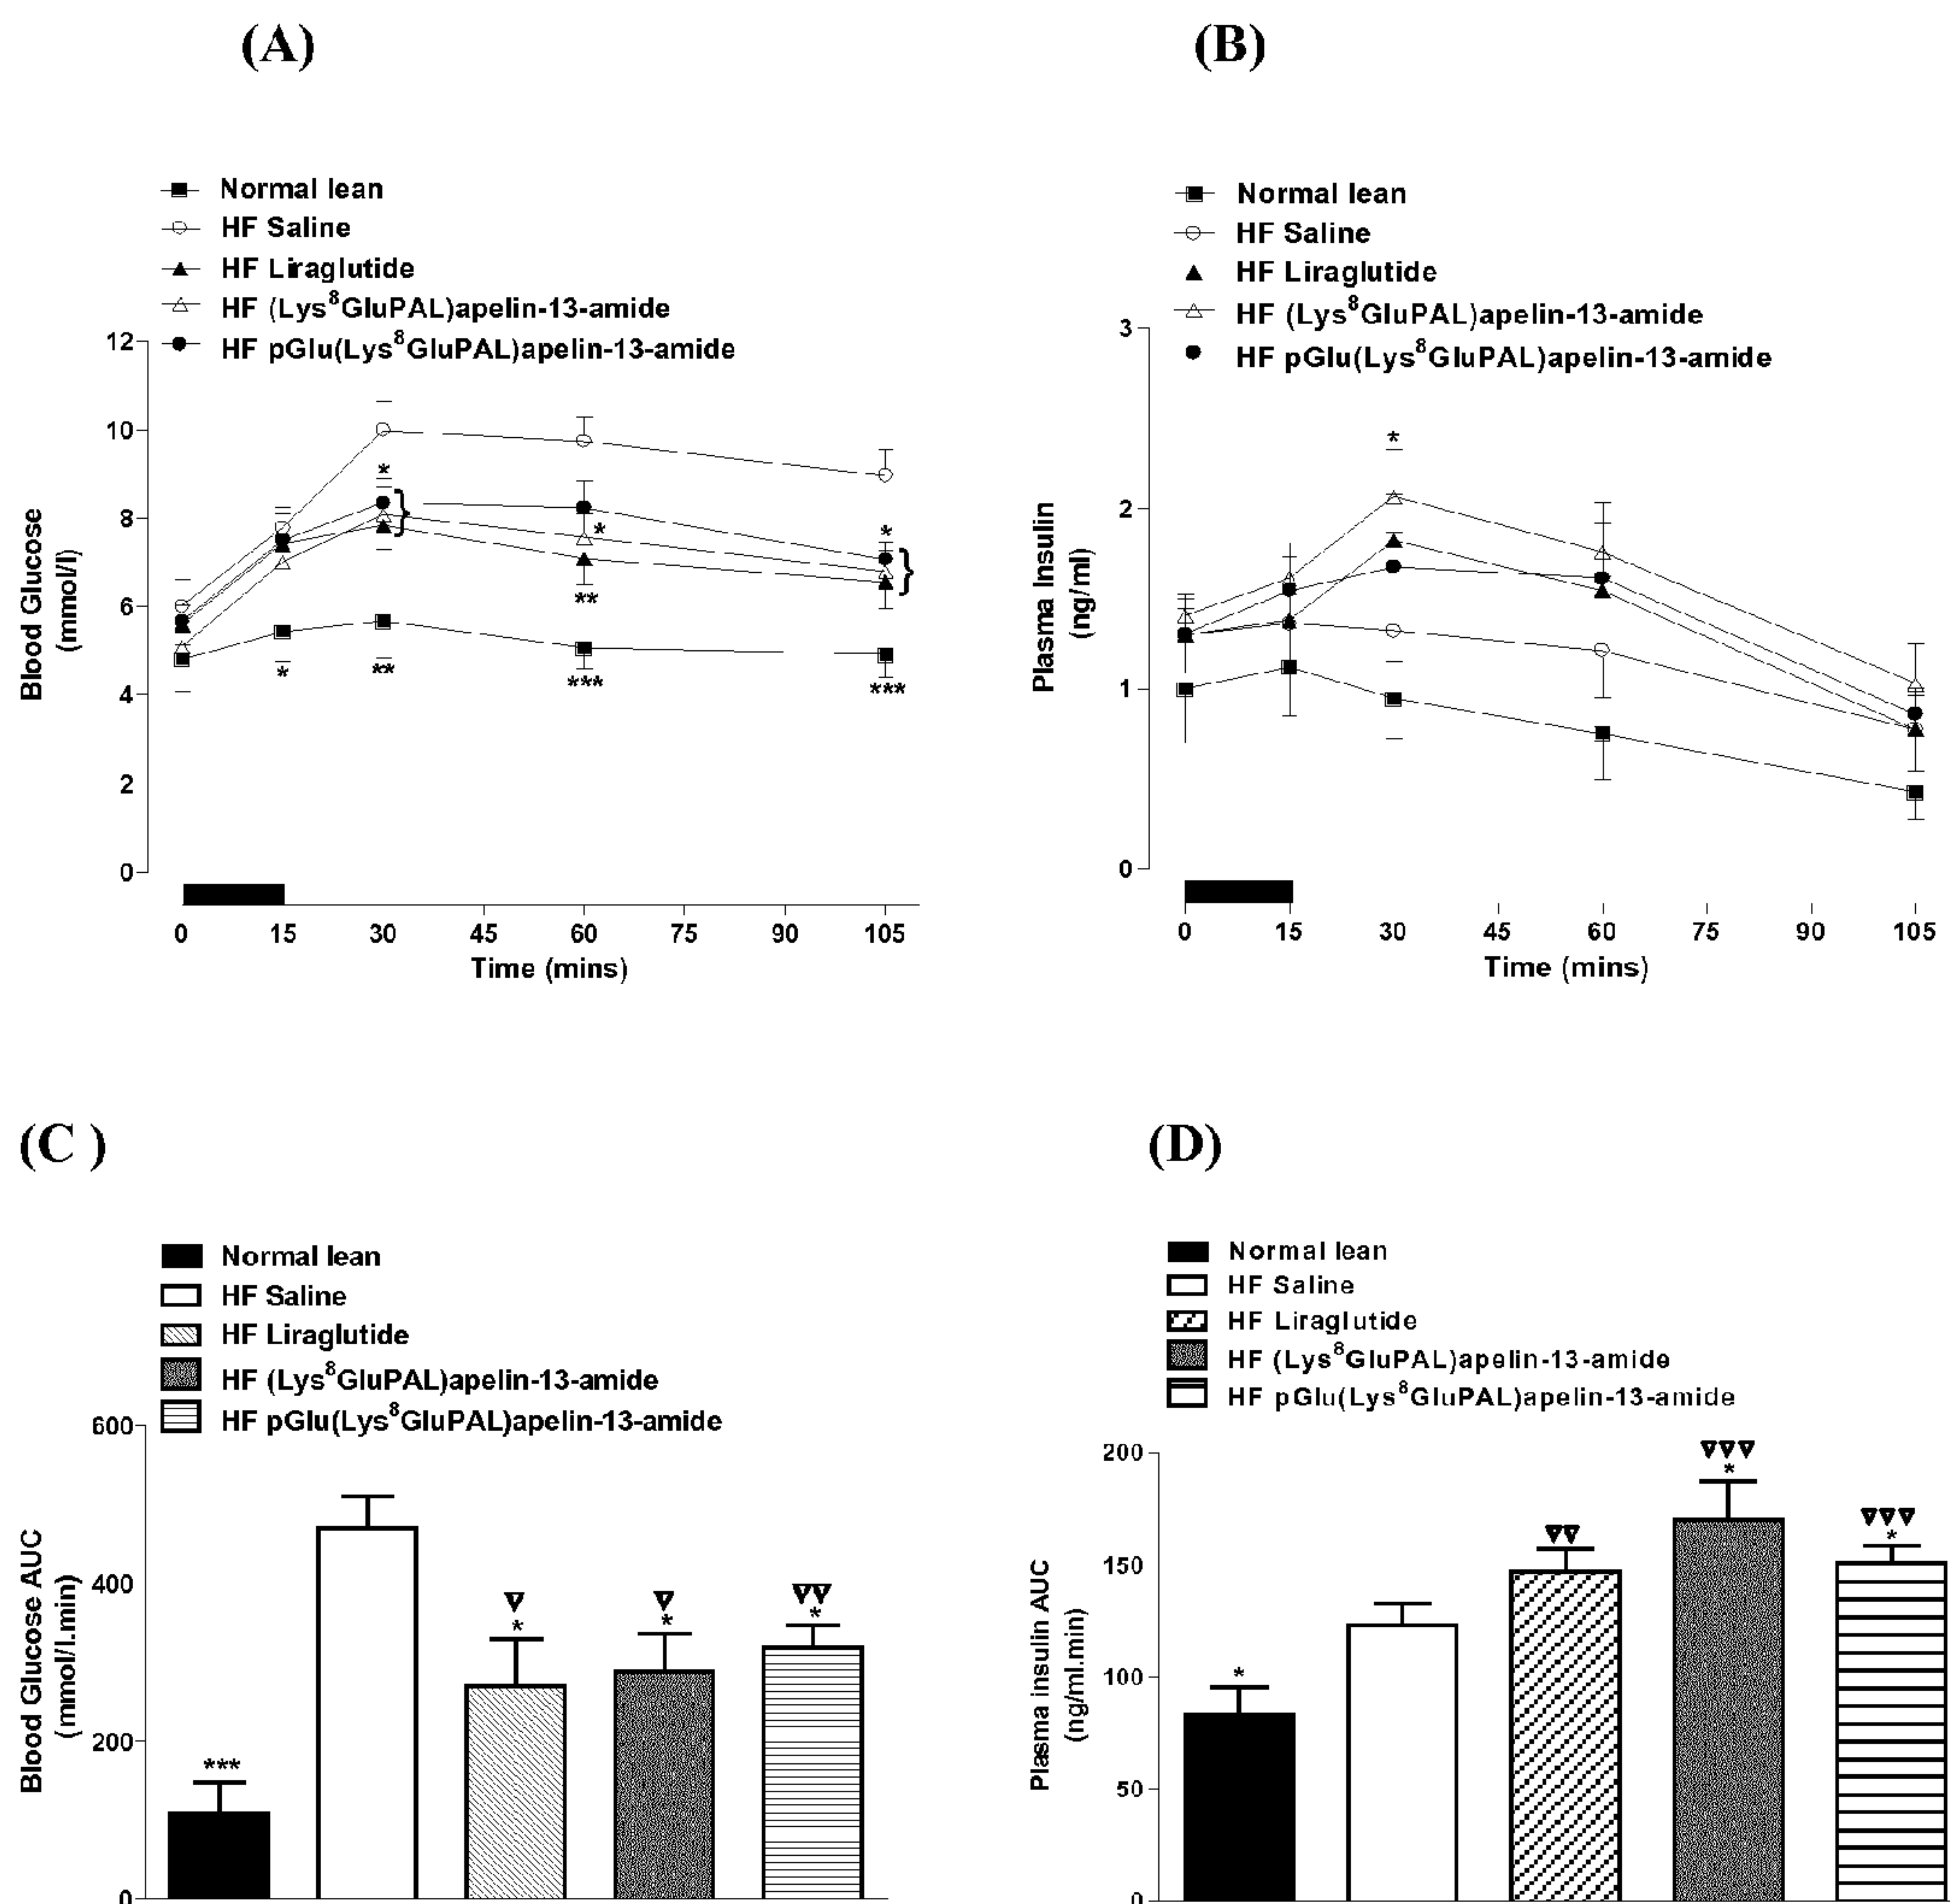 (A)
Normal lean
HF Saline
HF Liraglutide
HF (Lys⁸GluPAL)apelin-13-amide
HF pGlu(Lys⁸GluPAL)apelin-13-amide
Blood Glucose
(mmol/l)
12
10
8
6
4
2
0
*
}
*
*
}
**
*
**
***
***
0 15 30 45 60 75 90 105
Time (mins)
(B)
Normal lean
HF Saline
HF Liraglutide
HF (Lys⁸GluPAL)apelin-13-amide
HF pGlu(Lys⁸GluPAL)apelin-13-amide
Plasma Insulin
(ng/ml)
3
2
1
0
*
0 15 30 45 60 75 90 105
Time (mins)
(C )
Normal lean
HF Saline
HF Liraglutide
HF (Lys⁸GluPAL)apelin-13-amide
HF pGlu(Lys⁸GluPAL)apelin-13-amide
Blood Glucose AUC
(mmol/l.min)
600
400
200
0
***
∇
*
∇
*
∇∇
*
(D)
Normal lean
HF Saline
HF Liraglutide
HF (Lys⁸GluPAL)apelin-13-amide
HF pGlu(Lys⁸GluPAL)apelin-13-amide
Plasma insulin AUC
(ng/ml.min)
200
150
100
50
0
*
∇∇
∇∇∇
*
∇∇∇
*